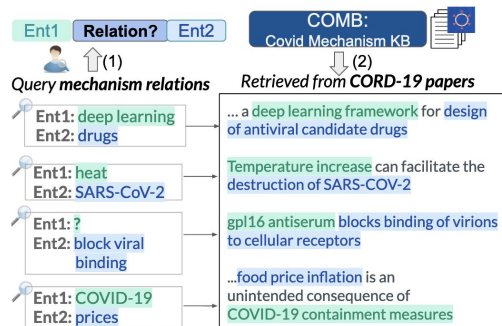 Ent1 Relation? Ent2
COMB:
Covid Mechanism KB
(1)
(2)
Query mechanism relations
Retrieved from CORD-19 papers
Ent1: deep learning
Ent2: drugs
... a deep learning framework for design
of antiviral candidate drugs
Ent1: heat
Ent2: SARS-CoV-2
Temperature increase can facilitate the
destruction of SARS-COV-2
Ent1: ?
Ent2: block viral
binding
gpl16 antiserum blocks binding of virions
to cellular receptors
Ent1: COVID-19
Ent2: prices
...food price inflation is an
unintended consequence of
COVID-19 containment measures